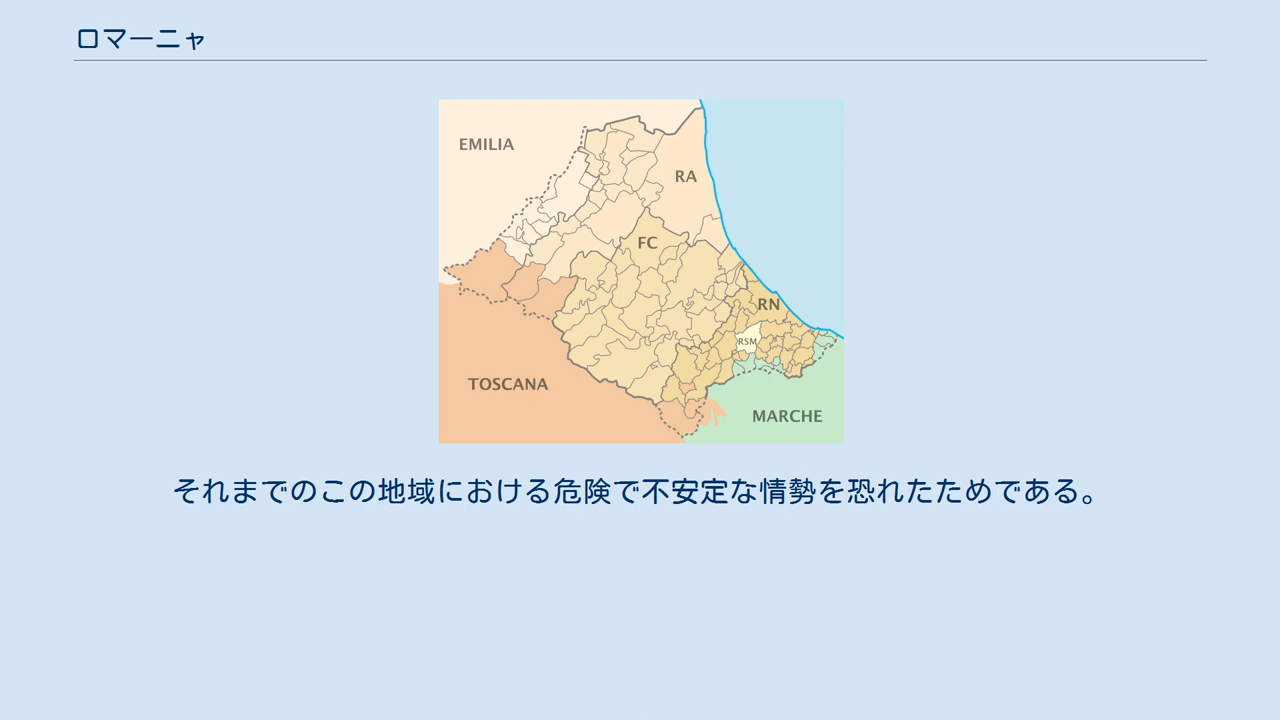 ロマーニャ
EMILIA
RA
FC
RN
RSM
TOSCANA
MARCHE
それまでのこの地域における危険で不安定な情勢を恐れたためである。